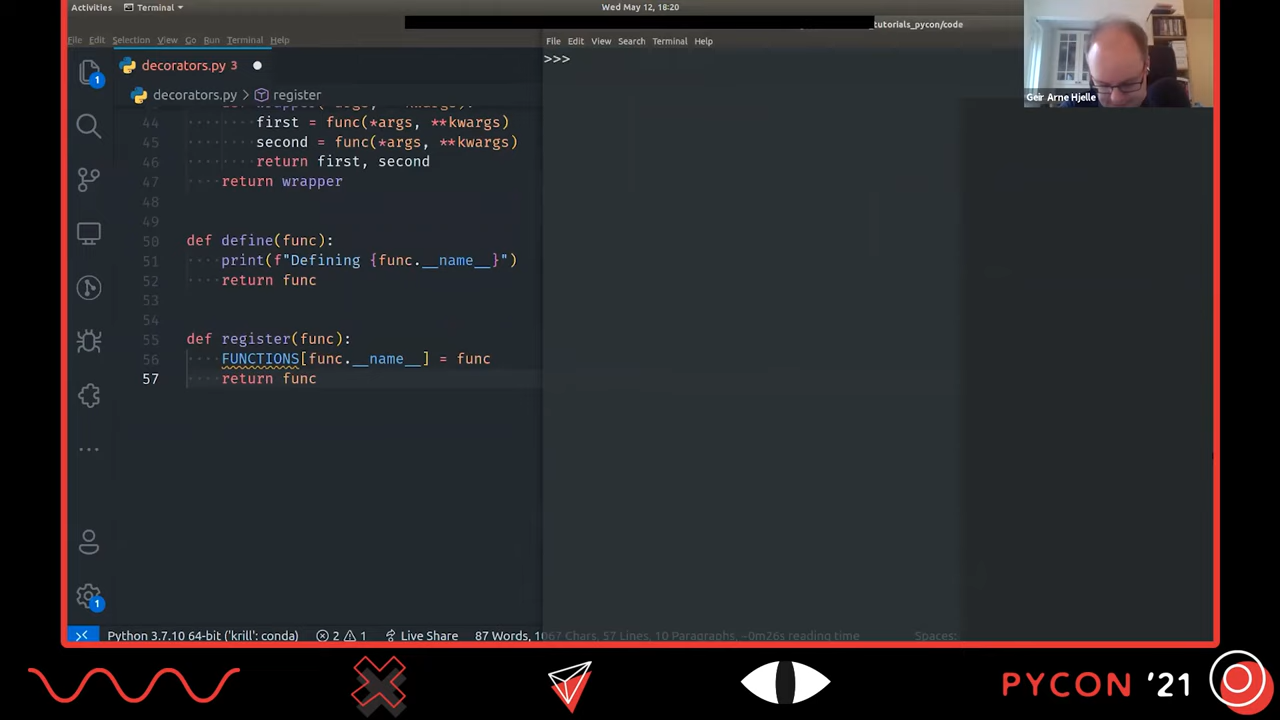 Activities
Terminal
Wed May 12, 18:20
tutorials_pycon/code
File Edit Selection View Go Run Terminal Help
File Edit View Search Terminal Help
decorators.py 3
decorators.py > register
>>>
Geir Arne Hjelle
44 first = func(*args, **kwargs)
45 second = func(*args, **kwargs)
46 return first, second
47 return wrapper
48
49
50 def define(func):
51 print(f"Defining {func.__name__}")
52 return func
53
54
55 def register(func):
56 FUNCTIONS[func.__name__] = func
57 return func
1
1
Python 3.7.10 64-bit ('krill': conda) 2 1 Live Share 87 Words, 1067 Chars, 57 Lines, 10 Paragraphs, ~0m26s reading time Spaces:
PYCON '21